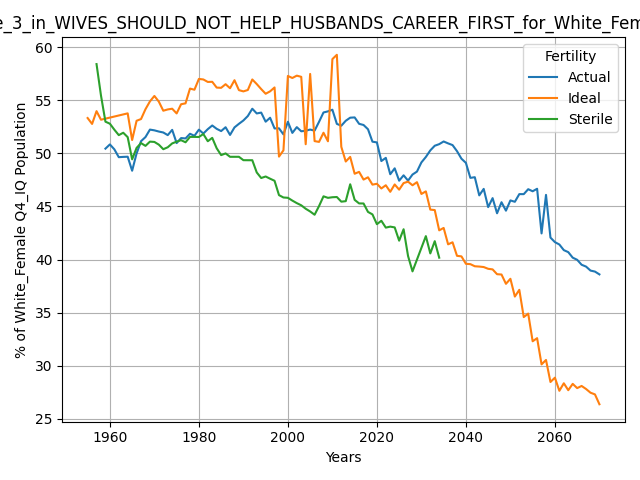 e_3_in_WIVES_SHOULD_NOT_HELP_HUSBANDS_CAREER_FIRST_for_White_Fem
60
55
50
45
40
35
30
25
% of White_Female Q4_IQ Population
Fertility
Actual
Ideal
Sterile
1960
1980
2000
2020
2040
2060
Years